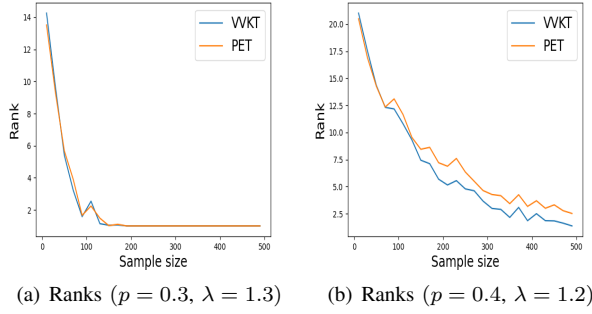 VVKT
PET
14
12
10
8
6
4
2
Rank
0 100 200 300 400 500
Sample size
(a) Ranks (p = 0.3, λ = 1.3)
VVKT
PET
20.0
17.5
15.0
12.5
10.0
7.5
5.0
2.5
Rank
0 100 200 300 400 500
Sample size
(b) Ranks (p = 0.4, λ = 1.2)